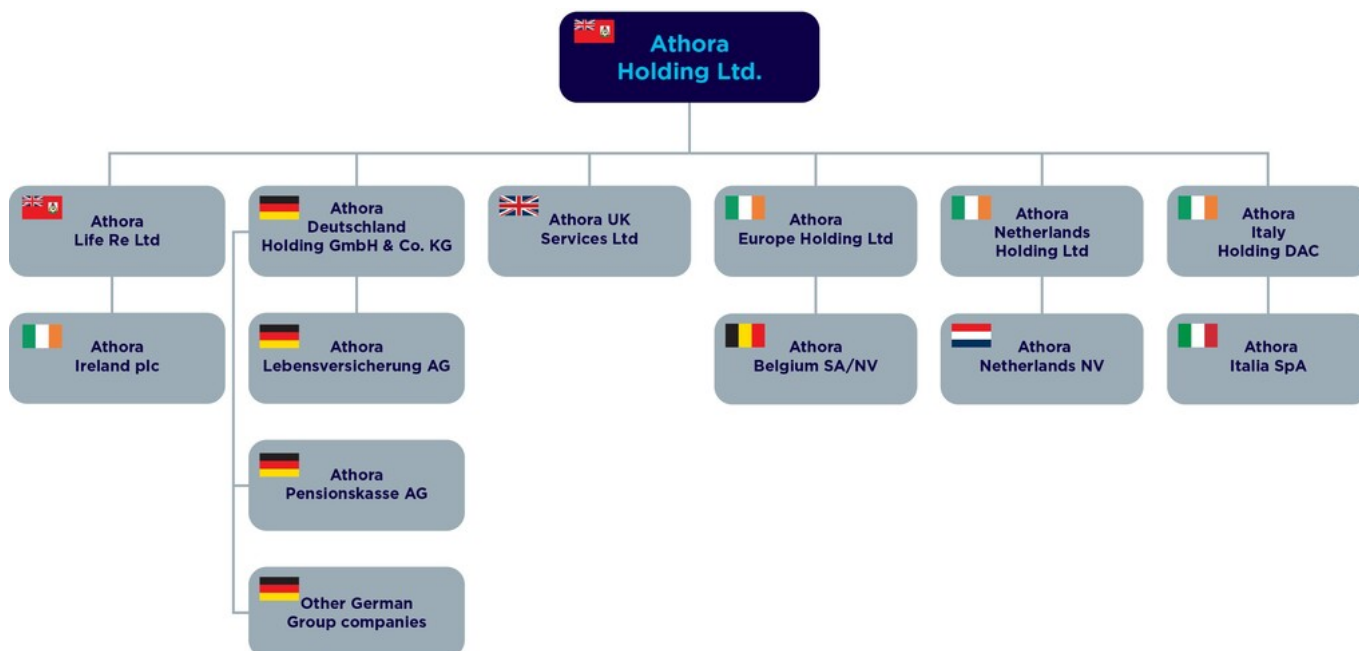 Athora
Holding Ltd.
Athora
Life Re Ltd
Athora
Deutschland
Holding GmbH & Co. KG
Athora UK
Services Ltd
Athora
Europe Holding Ltd
Athora
Netherlands
Holding Ltd
Athora
Italy
Holding DAC
Athora
Ireland plc
Athora
Lebensversicherung AG
Athora
Belgium SA/NV
Athora
Netherlands NV
Athora
Italia SpA
Athora
Pensionskasse AG
Other German
Group companies